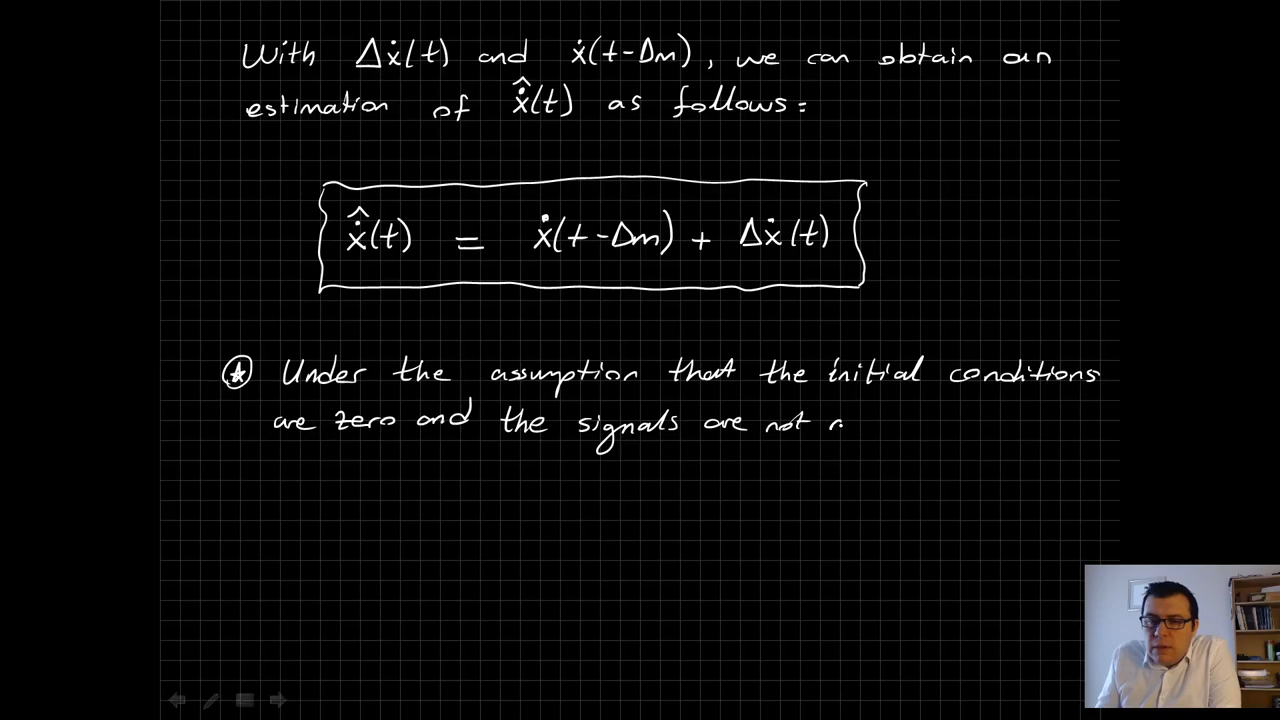 With Δẋ(t) and ẋ(t-Δm), we can obtain an
estimation of ẋ̂(t) as follows:
ẋ̂(t) = ẋ(t-Δm) + Δẋ(t)
⊛ Under the assumption that the initial conditions
are zero and the signals are not